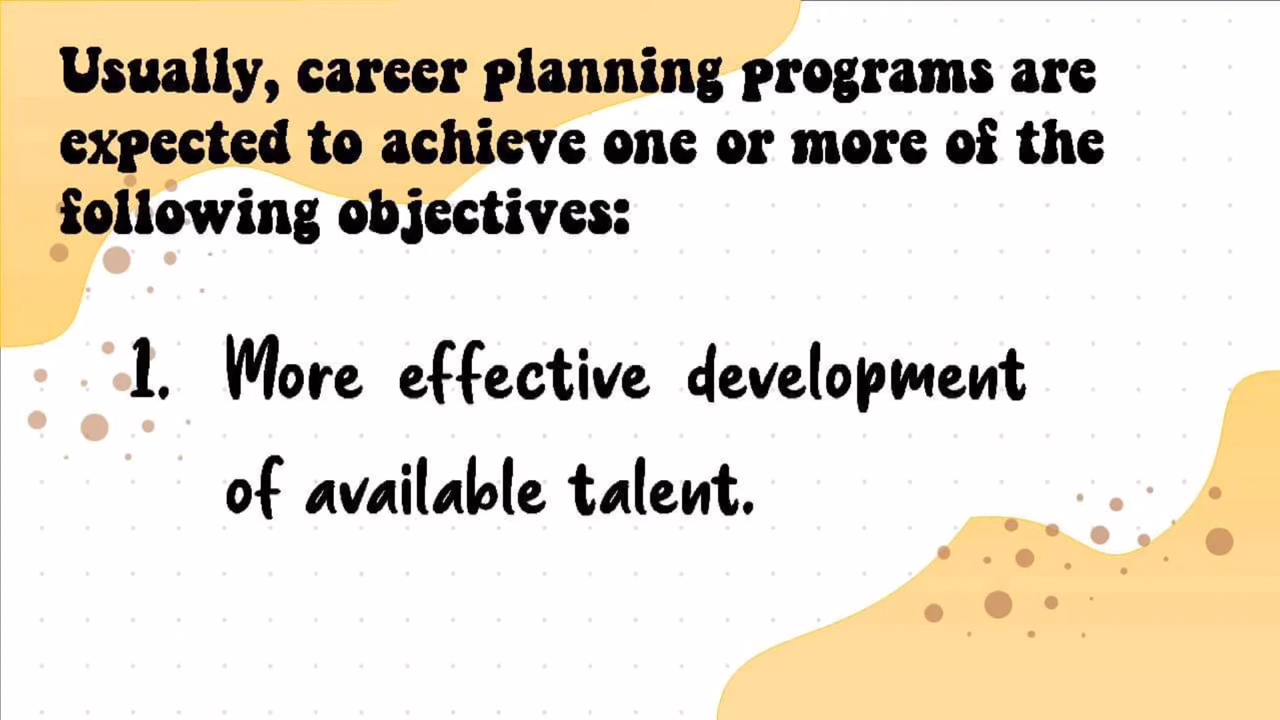 Usually, career planning programs are
expected to achieve one or more of the
following objectives:
1. More effective development
of available talent.